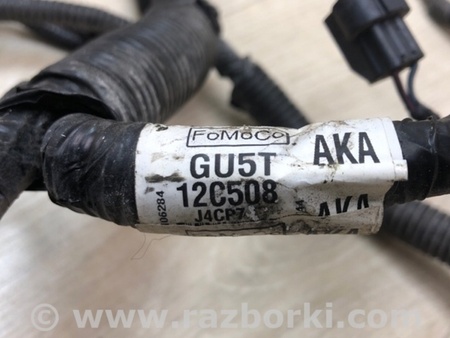 FoMoCo
GU5T AKA
12C508
J4CP7
AKA
© www.razborki.com